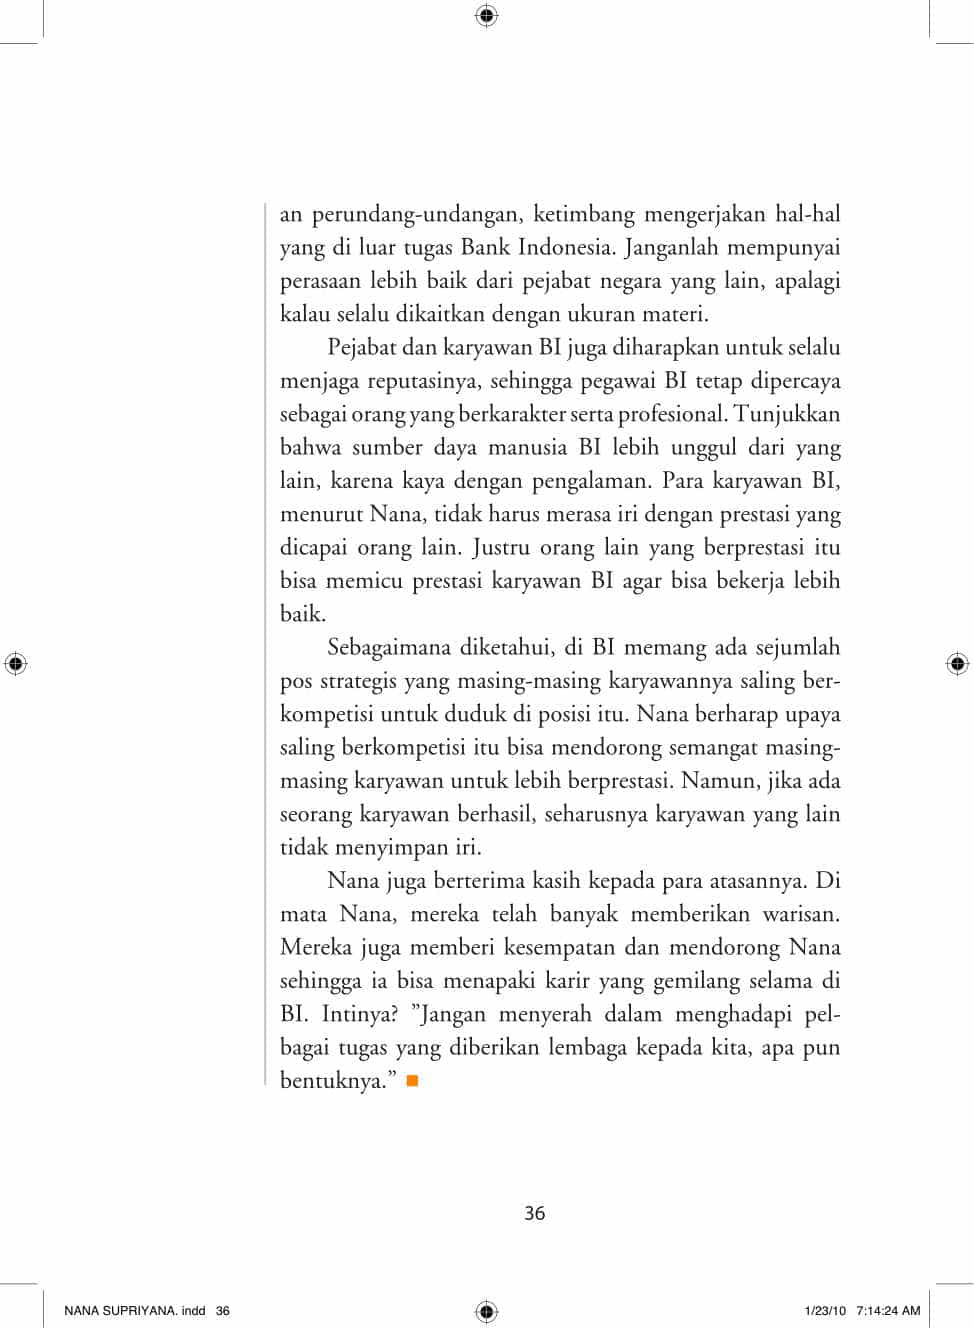 an perundang-undangan, ketimbang mengerjakan hal-hal
yang di luar tugas Bank Indonesia. Janganlah mempunyai
perasaan lebih baik dari pejabat negara yang lain, apalagi
kalau selalu dikaitkan dengan ukuran materi.
Pejabat dan karyawan BI juga diharapkan untuk selalu
menjaga reputasinya, sehingga pegawai BI tetap dipercaya
sebagai orang yang berkarakter serta profesional. Tunjukkan
bahwa sumber daya manusia BI lebih unggul dari yang
lain, karena kaya dengan pengalaman. Para karyawan BI,
menurut Nana, tidak harus merasa iri dengan prestasi yang
dicapai orang lain. Justru orang lain yang berprestasi itu
bisa memicu prestasi karyawan BI agar bisa bekerja lebih
baik.
Sebagaimana diketahui, di BI memang ada sejumlah
pos strategis yang masing-masing karyawannya saling ber-
kompetisi untuk duduk di posisi itu. Nana berharap upaya
saling berkompetisi itu bisa mendorong semangat masing-
masing karyawan untuk lebih berprestasi. Namun, jika ada
seorang karyawan berhasil, seharusnya karyawan yang lain
tidak menyimpan iri.
Nana juga berterima kasih kepada para atasannya. Di
mata Nana, mereka telah banyak memberikan warisan.
Mereka juga memberi kesempatan dan mendorong Nana
sehingga ia bisa menapaki karir yang gemilang selama di
BI. Intinya? ”Jangan menyerah dalam menghadapi pel-
bagai tugas yang diberikan lembaga kepada kita, apa pun
bentuknya.”
36
NANA SUPRIYANA. indd 36
1/23/10 7:14:24 AM